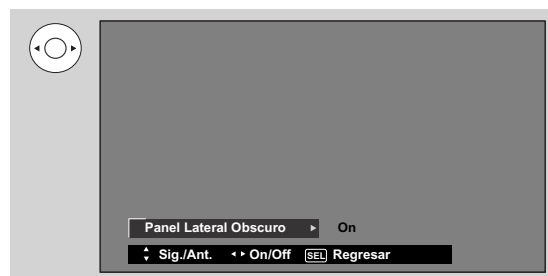 Panel Lateral Obscuro On
Sig./Ant. On/Off SEL Regresar